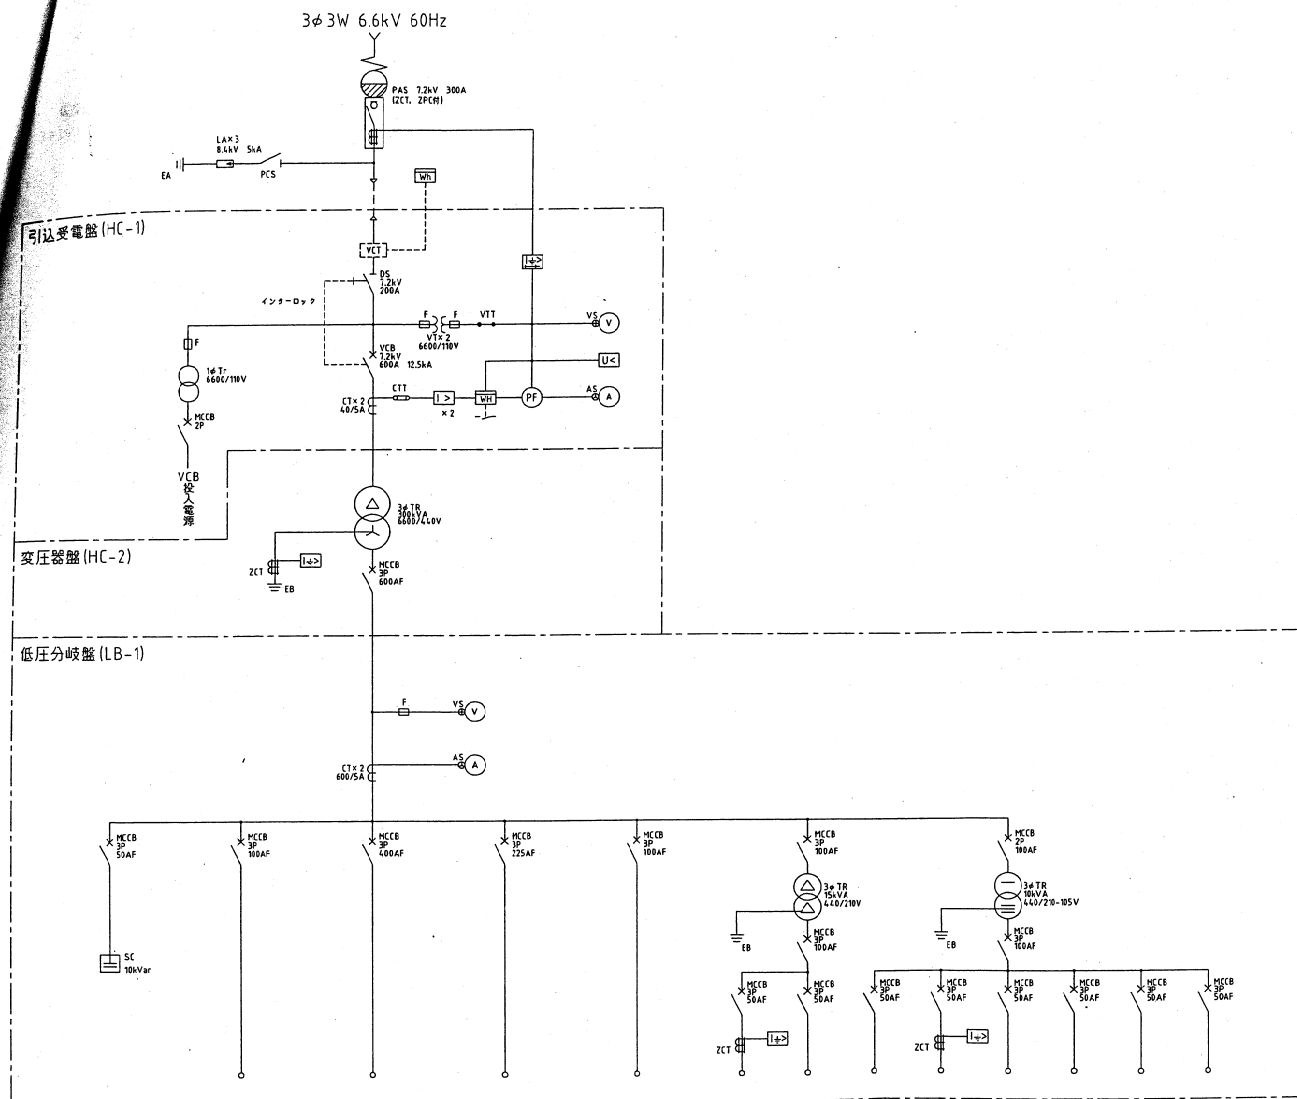 3φ3W 6.6kV 60Hz
PAS 7.2kV 300A
(ZCT, ZPC付)
LA×3
8.4kV 5kA
EA
PCS
Wh
引込受電盤(HC-1)
VCT
DS
7.2kV
200A
インターロック
I⏚>
F
F
VTT
VS
V
VT×2
6600/110V
F
VCB
7.2kV
600A 12.5kA
U<
1φTr
6600/110V
CTT
CT×2
40/5A
I>
×2
WH
PF
AS
A
MCCB
2P
VCB
投入電源
3φTR
300kVA
6600/440V
変圧器盤(HC-2)
ZCT
I⏚>
EB
MCCB
3P
600AF
低圧分岐盤(LB-1)
F
VS
V
CT×2
600/5A
AS
A
MCCB
3P
50AF
MCCB
3P
100AF
MCCB
3P
400AF
MCCB
3P
225AF
MCCB
3P
100AF
MCCB
3P
100AF
MCCB
2P
100AF
3φTR
15kVA
440/210V
3φTR
10kVA
440/210-105V
EB
EB
MCCB
3P
100AF
MCCB
3P
100AF
SC
10kVar
MCCB
3P
50AF
MCCB
3P
50AF
MCCB
3P
50AF
MCCB
3P
50AF
MCCB
3P
50AF
MCCB
3P
50AF
MCCB
3P
50AF
MCCB
3P
50AF
ZCT
I⏚>
ZCT
I⏚>